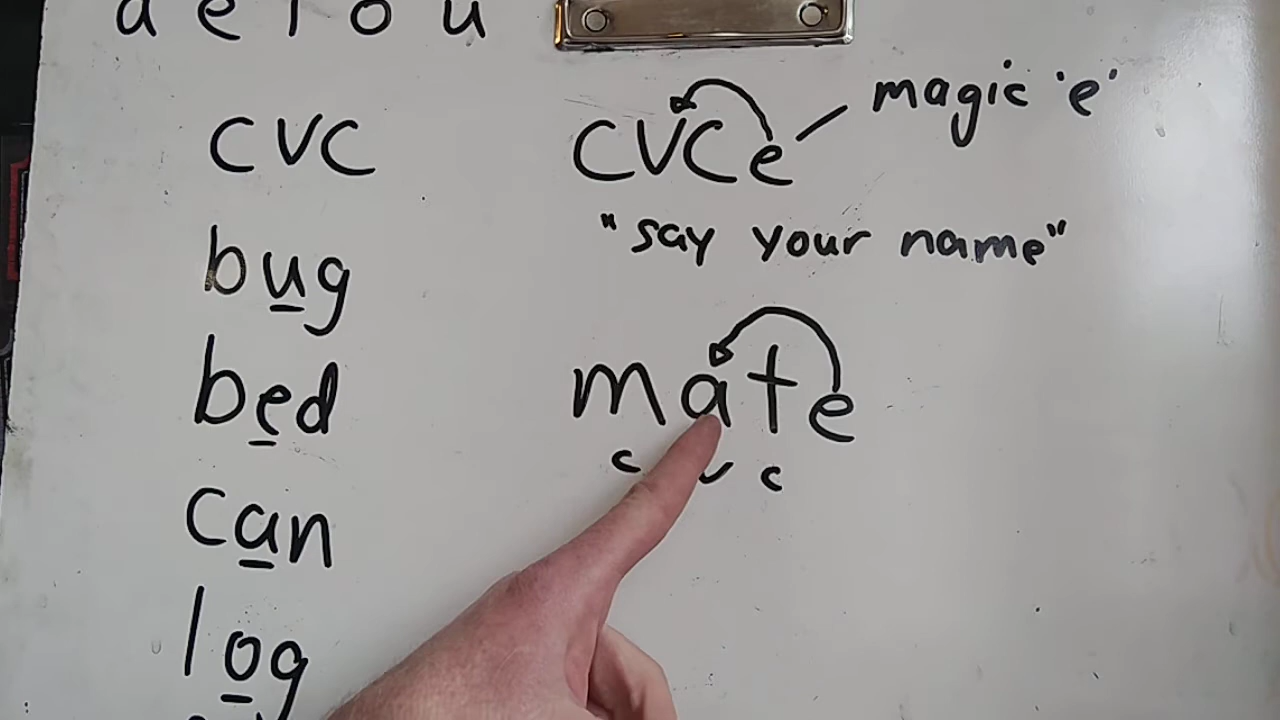 a e i o u
CVC
bug
bed
can
log
CVCe
magic 'e'
"say your name"
mate
c v c